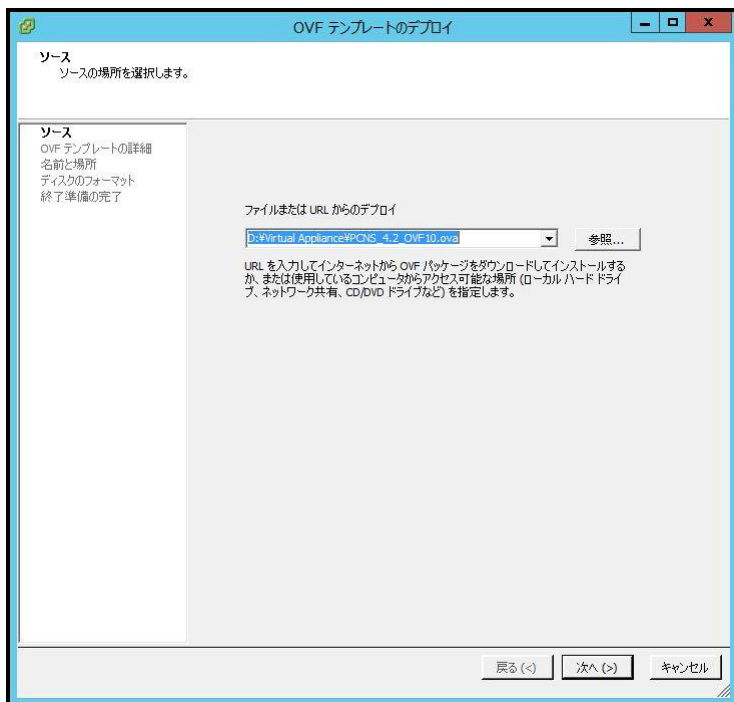 OVF テンプレートのデプロイ
ソース
ソースの場所を選択します。
ソース
OVF テンプレートの詳細
名前と場所
ディスクのフォーマット
終了準備の完了
ファイルまたは URL からのデプロイ
D:¥Virtual Appliance¥PCNS_4.2_OVF10.ova
参照...
URL を入力してインターネットから OVF パッケージをダウンロードしてインストールする
か、または使用しているコンピュータからアクセス可能な場所 (ローカル ハード ドライ
ブ、ネットワーク共有、CD/DVD ドライブなど) を指定します。
戻る (<)
次へ (>)
キャンセル